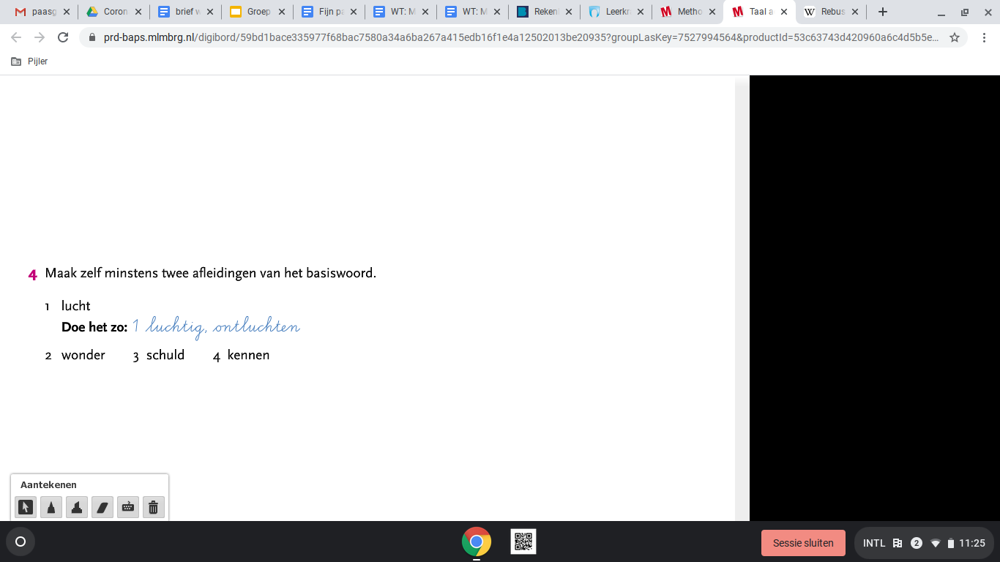 paasg Coron brief w Groep Fijn pa WT: M WT: M Reken Leerkr Metho Taal a Rebus
prd-baps.mlmbrg.nl/digibord/59bd1bace335977f68bac7580a34a6ba267a415edb16f1e4a12502013be20935?groupLasKey=7527994564&productId=53c63743d420960a6c4d5b5e...
Pijler
4 Maak zelf minstens twee afleidingen van het basiswoord.
1 lucht
Doe het zo: 1 luchtig, ontluchten
2 wonder 3 schuld 4 kennen
Aantekenen
Sessie sluiten INTL 2 11:25